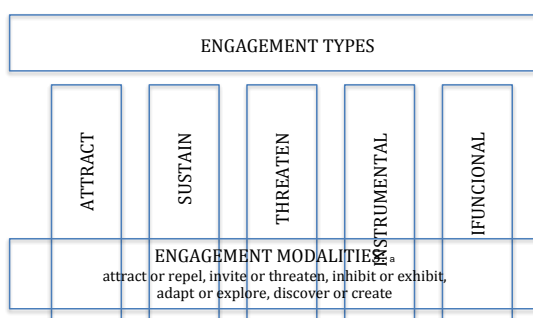 ENGAGEMENT TYPES
ATTRACT
SUSTAIN
THREATEN
INSTRUMENTAL
IFUNCIONAL
ENGAGEMENT MODALITIES: a
attract or repel, invite or threaten, inhibit or exhibit,
adapt or explore, discover or create